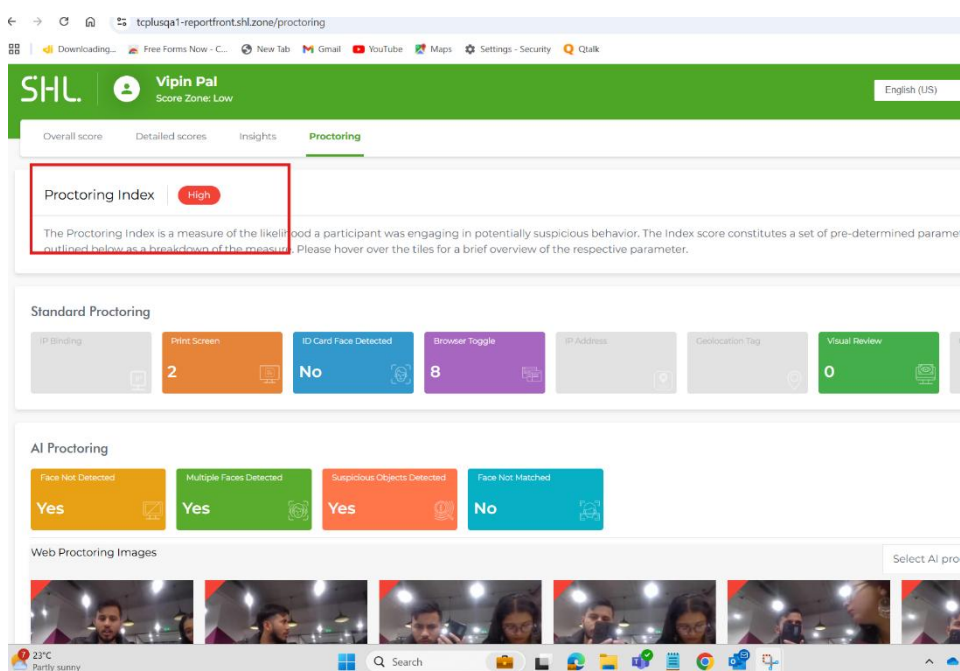 tcplusqa1-reportfront.shl.zone/proctoring
Downloading... Free Forms Now - C... New Tab Gmail YouTube Maps Settings - Security Qtalk
SHL.
Vipin Pal
Score Zone: Low
English (US)
Overall score Detailed scores Insights Proctoring
Proctoring Index High
The Proctoring Index is a measure of the likelihood a participant was engaging in potentially suspicious behavior. The Index score constitutes a set of pre-determined parame
outlined below as a breakdown of the measure. Please hover over the tiles for a brief overview of the respective parameter.
Standard Proctoring
IP Binding Print Screen ID Card Face Detected Browser Toggle IP Address Geolocation Tag Visual Review
2 No 8 0
AI Proctoring
Face Not Detected Multiple Faces Detected Suspicious Objects Detected Face Not Matched
Yes Yes Yes No
Web Proctoring Images
Select AI pro
23°C
Partly sunny
Search